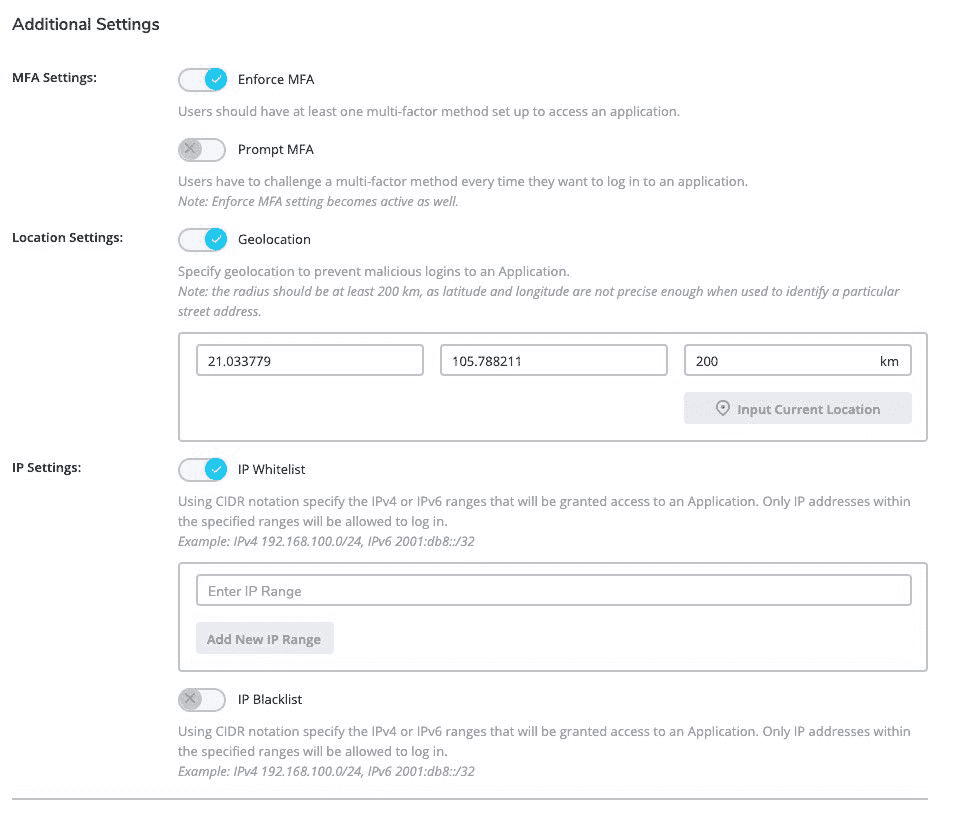 Additional Settings
MFA Settings:
Enforce MFA
Users should have at least one multi-factor method set up to access an application.
Prompt MFA
Users have to challenge a multi-factor method every time they want to log in to an application.
Note: Enforce MFA setting becomes active as well.
Location Settings:
Geolocation
Specify geolocation to prevent malicious logins to an Application.
Note: the radius should be at least 200 km, as latitude and longitude are not precise enough when used to identify a particular
street address.
21.033779
105.788211
200 km
Input Current Location
IP Settings:
IP Whitelist
Using CIDR notation specify the IPv4 or IPv6 ranges that will be granted access to an Application. Only IP addresses within
the specified ranges will be allowed to log in.
Example: IPv4 192.168.100.0/24, IPv6 2001:db8::/32
Enter IP Range
Add New IP Range
IP Blacklist
Using CIDR notation specify the IPv4 or IPv6 ranges that will be granted access to an Application. Only IP addresses within
the specified ranges will be allowed to log in.
Example: IPv4 192.168.100.0/24, IPv6 2001:db8::/32